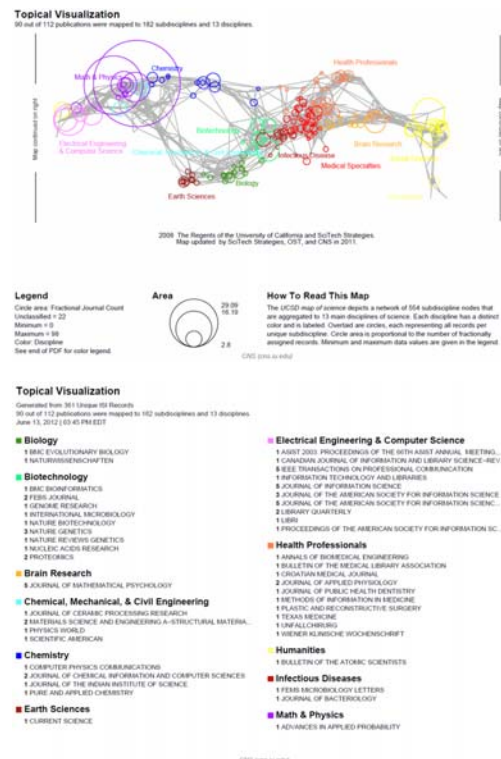 Topical Visualization
90 out of 112 publications were mapped to 182 subdisciplines and 13 disciplines.
Chemistry
Health Professionals
Math & Physics
Map continued on right
Electrical Engineering
& Computer Science
Biotechnology
Infectious Disease
Brain Research
Medical Specialties
Biology
Earth Sciences
2008 The Regents of the University of California and SciTech Strategies.
Map updated by SciTech Strategies, OST, and CNS in 2011.
Legend
Circle area: Fractional Journal Count
Unclassified = 22
Minimum = 0
Maximum = 98
Color: Discipline
See end of PDF for color legend.
Area
29.09
16.19
2.8
How To Read This Map
The UCSD map of science depicts a network of 554 subdiscipline nodes that
are aggregated to 13 main disciplines of science. Each discipline has a distinct
color and is labeled. Overlaid are circles, each representing all records per
unique subdiscipline. Circle area is proportional to the number of fractionally
assigned records. Minimum and maximum data values are given in the legend.
CNS (cns.iu.edu)
Topical Visualization
Generated from 361 Unique ISI Records
90 out of 112 publications were mapped to 182 subdisciplines and 13 disciplines.
June 13, 2012 | 03:45 PM EDT
Biology
1 BMC EVOLUTIONARY BIOLOGY
1 NATURWISSENSCHAFTEN
Biotechnology
1 BMC BIOINFORMATICS
2 FEBS JOURNAL
1 GENOME RESEARCH
1 INTERNATIONAL MICROBIOLOGY
1 NATURE BIOTECHNOLOGY
3 NATURE GENETICS
1 NATURE REVIEWS GENETICS
1 NUCLEIC ACIDS RESEARCH
2 PROTEOMICS
Brain Research
5 JOURNAL OF MATHEMATICAL PSYCHOLOGY
Chemical, Mechanical, & Civil Engineering
1 JOURNAL OF CERAMIC PROCESSING RESEARCH
2 MATERIALS SCIENCE AND ENGINEERING A-STRUCTURAL MATERIA...
1 PHYSICS WORLD
1 SCIENTIFIC AMERICAN
Chemistry
1 COMPUTER PHYSICS COMMUNICATIONS
2 JOURNAL OF CHEMICAL INFORMATION AND COMPUTER SCIENCES
1 JOURNAL OF THE INDIAN INSTITUTE OF SCIENCE
1 PURE AND APPLIED CHEMISTRY
Earth Sciences
1 CURRENT SCIENCE
Electrical Engineering & Computer Science
1 ASIST 2003: PROCEEDINGS OF THE 66TH ASIST ANNUAL MEETING,...
1 CANADIAN JOURNAL OF INFORMATION AND LIBRARY SCIENCE-REV
5 IEEE TRANSACTIONS ON PROFESSIONAL COMMUNICATION
1 INFORMATION TECHNOLOGY AND LIBRARIES
5 JOURNAL OF INFORMATION SCIENCE
3 JOURNAL OF THE AMERICAN SOCIETY FOR INFORMATION SCIENCE
5 JOURNAL OF THE AMERICAN SOCIETY FOR INFORMATION SCIENC...
2 LIBRARY QUARTERLY
1 LIBRI
1 PROCEEDINGS OF THE AMERICAN SOCIETY FOR INFORMATION SC...
Health Professionals
1 ANNALS OF BIOMEDICAL ENGINEERING
1 BULLETIN OF THE MEDICAL LIBRARY ASSOCIATION
1 CROATIAN MEDICAL JOURNAL
2 JOURNAL OF APPLIED PHYSIOLOGY
1 JOURNAL OF PUBLIC HEALTH DENTISTRY
1 METHODS OF INFORMATION IN MEDICINE
1 PLASTIC AND RECONSTRUCTIVE SURGERY
1 TEXAS MEDICINE
1 UNFALLCHIRURG
1 WIENER KLINISCHE WOCHENSCHRIFT
Humanities
1 BULLETIN OF THE ATOMIC SCIENTISTS
Infectious Diseases
1 FEMS MICROBIOLOGY LETTERS
1 JOURNAL OF BACTERIOLOGY
Math & Physics
1 ADVANCES IN APPLIED PROBABILITY